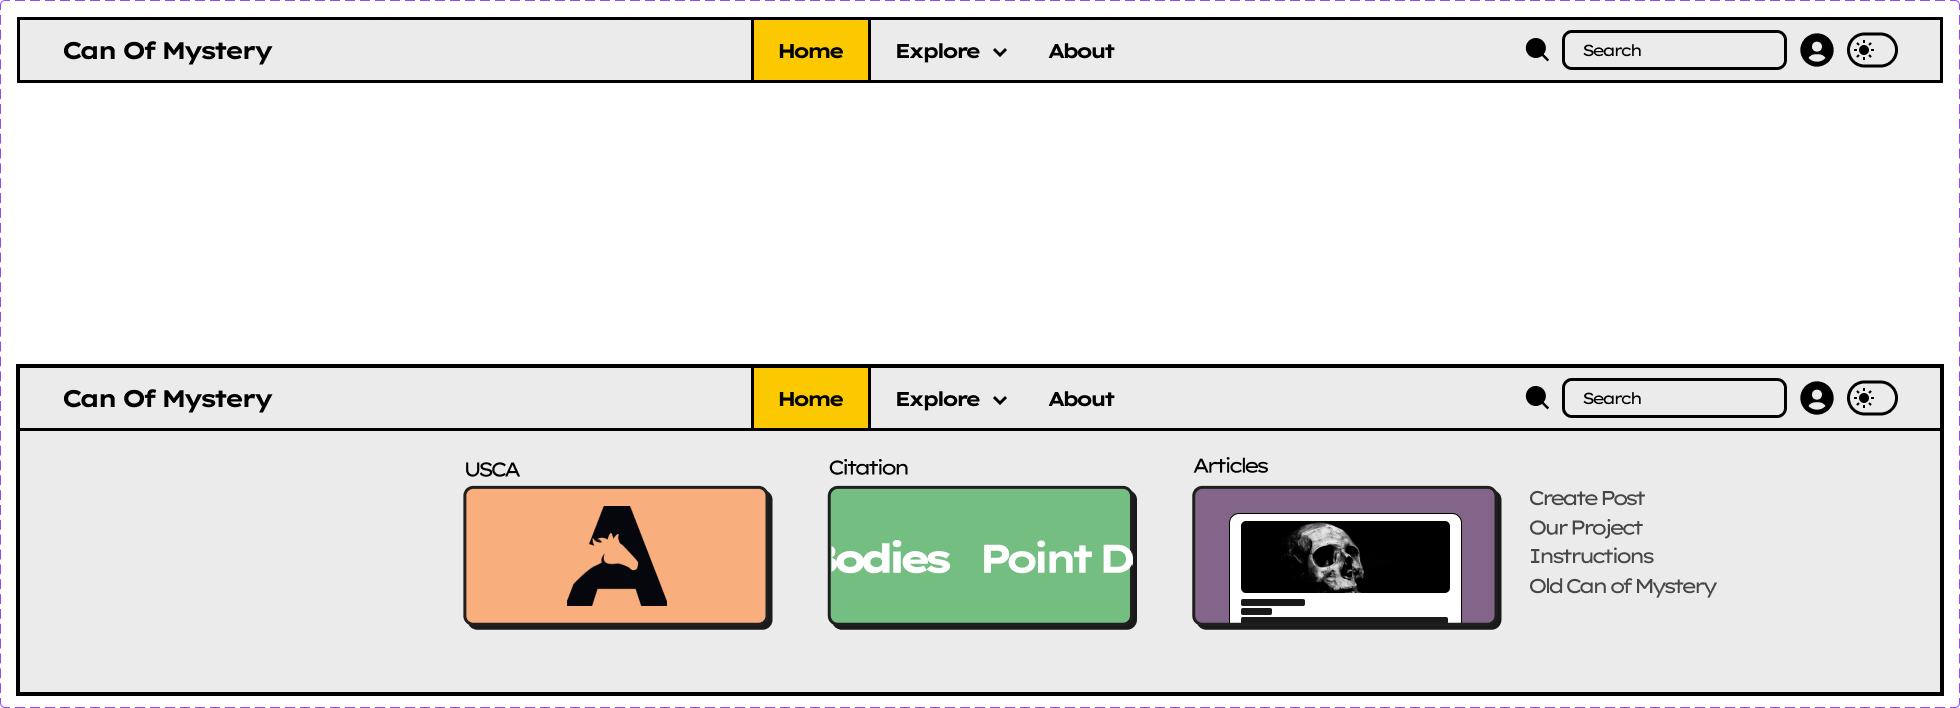 Can Of Mystery
Home
Explore
About
Search
Can Of Mystery
Home
Explore
About
Search
USCA
Citation
Articles
A
Bodies Point D
Create Post
Our Project
Instructions
Old Can of Mystery